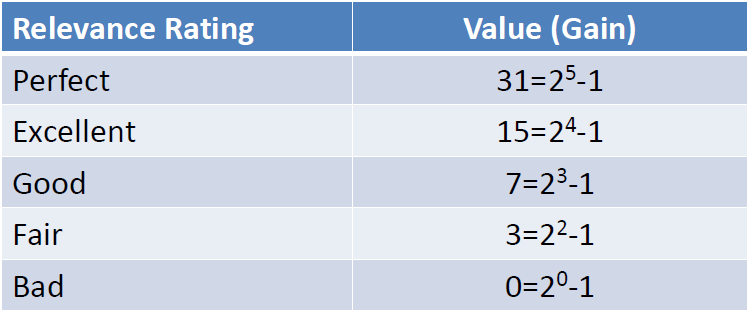 Relevance Rating Value (Gain)
Perfect 31=2⁵-1
Excellent 15=2⁴-1
Good 7=2³-1
Fair 3=2²-1
Bad 0=2⁰-1